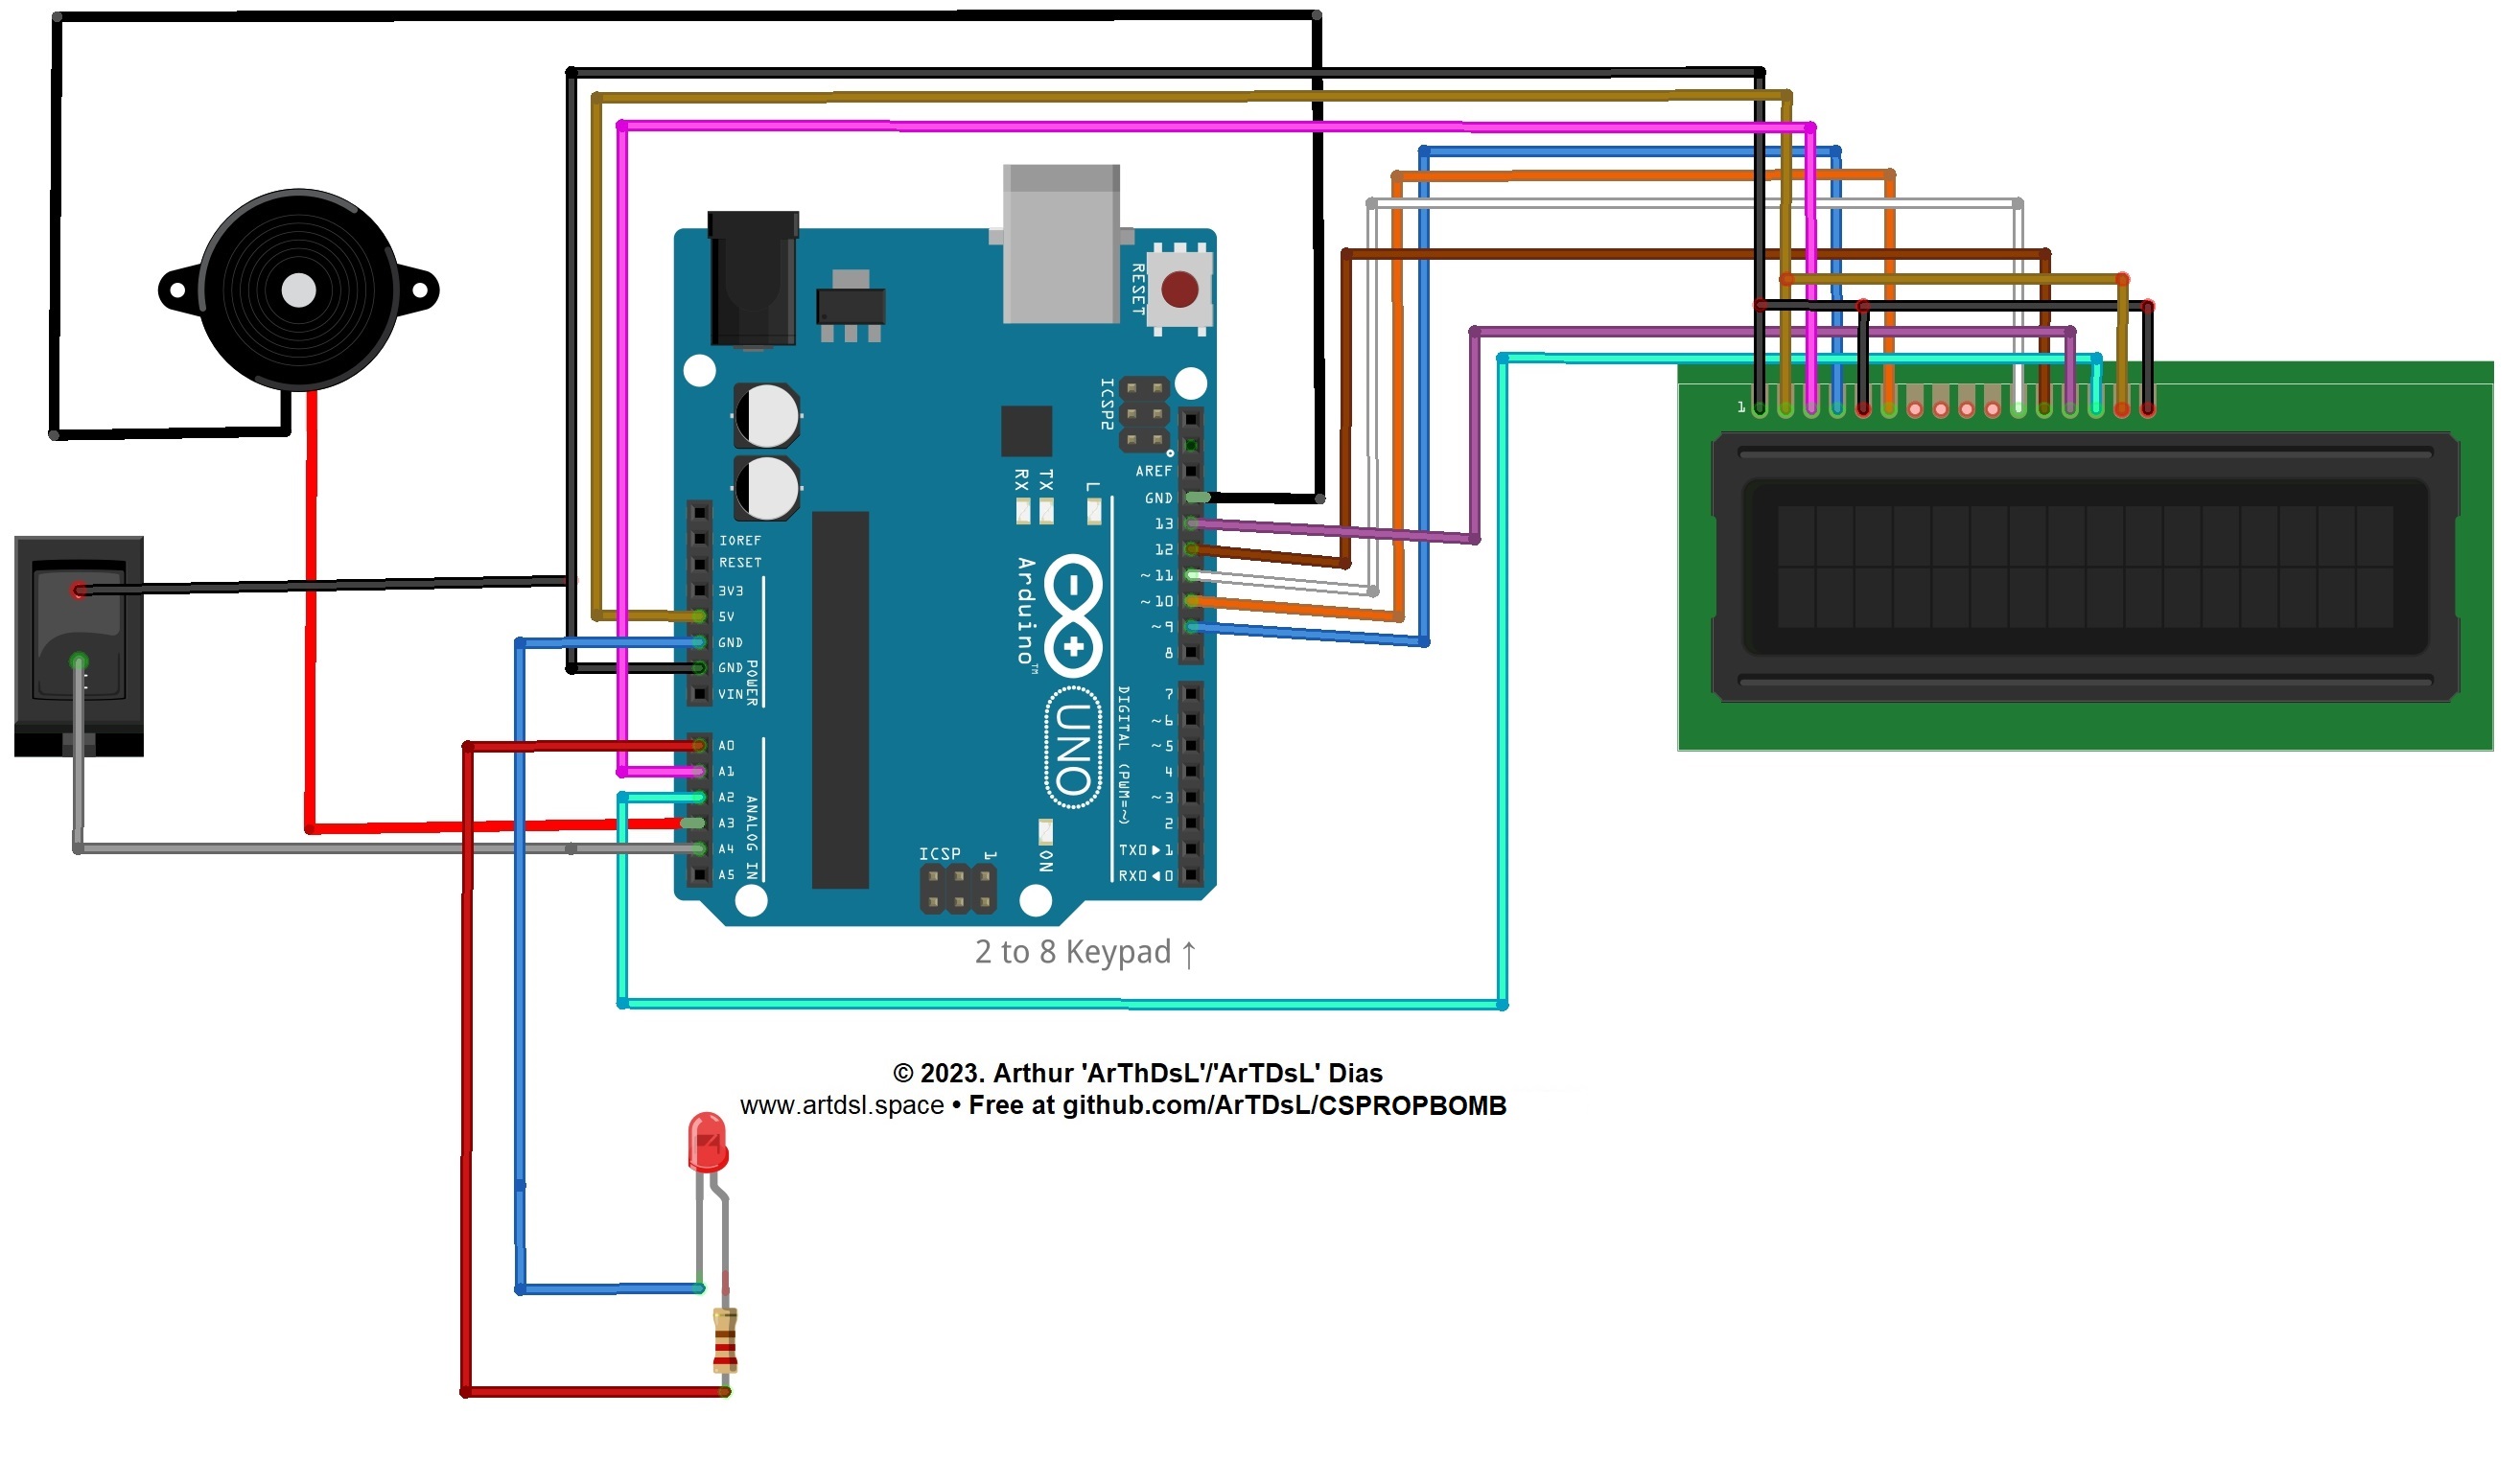 RESET
ICSP2
AREF
GND
13
12
~11
~10
~9
8
7
~6
~5
4
~3
2
TX0▶1
RX0◀0
RX
TX
L
IOREF
RESET
3V3
5V
GND
GND
VIN
POWER
A0
A1
A2
A3
A4
A5
ANALOG IN
Arduino™
UNO
DIGITAL (PWM=~)
ICSP
1
ON
1
2 to 8 Keypad ↑
© 2023. Arthur 'ArThDsL'/'ArTDsL' Dias
www.artdsl.space • Free at github.com/ArTDsL/CSPROPBOMB